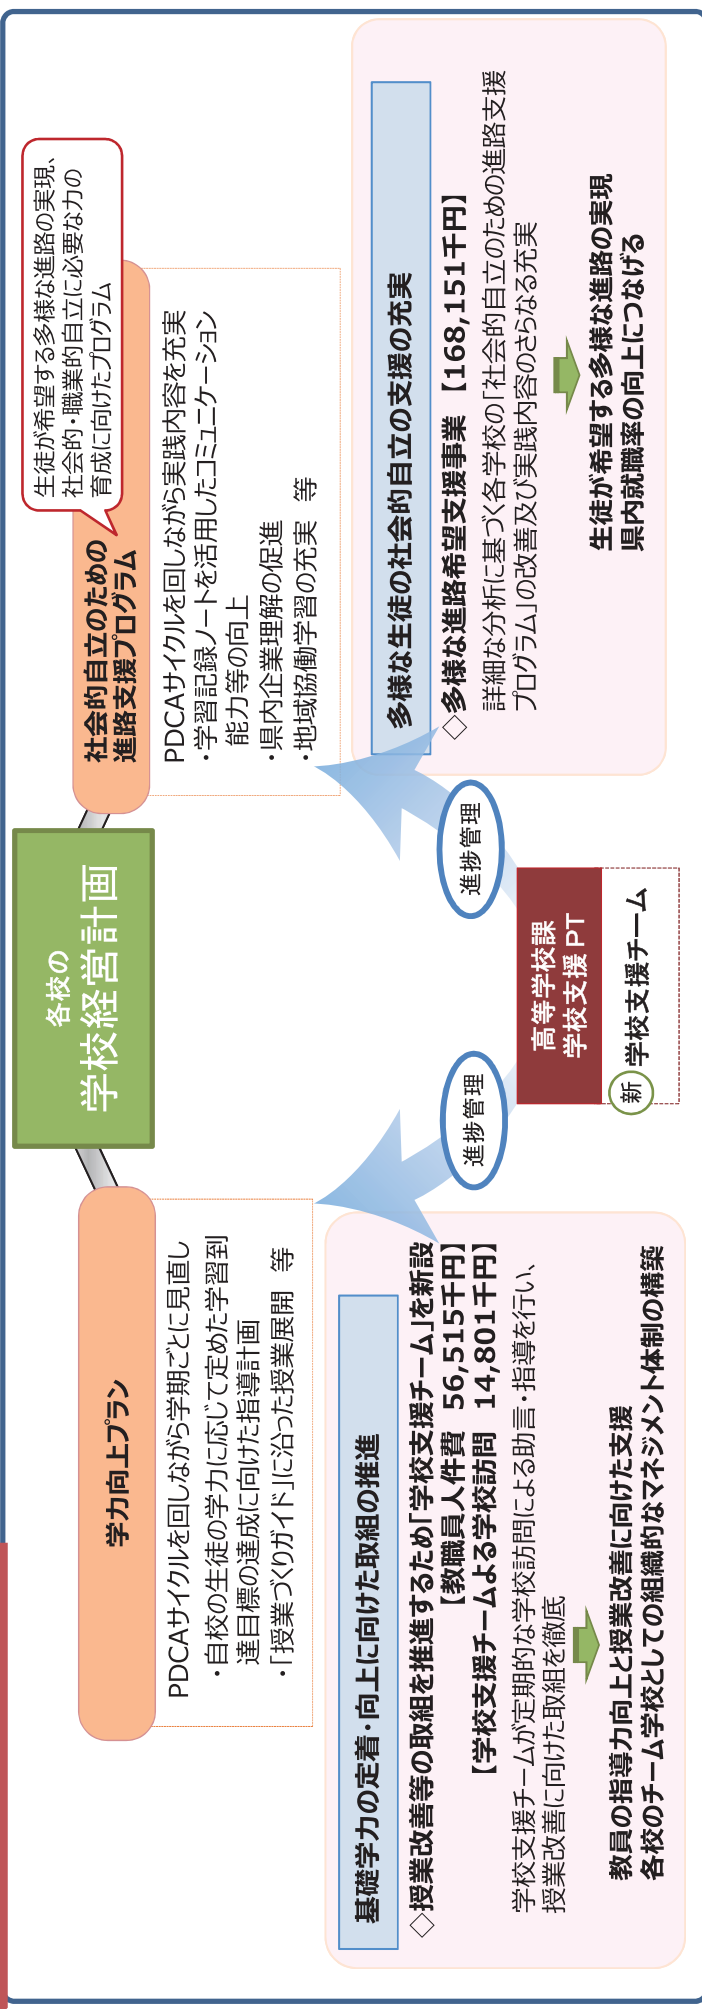 各校の
学校経営計画
学力向上プラン
PDCAサイクルを回しながら学期ごとに見直し
・自校の生徒の学力に応じて定めた学習到
達目標の達成に向けた指導計画
・「授業づくりガイド」に沿った授業展開　等
社会的自立のための
進路支援プログラム
生徒が希望する多様な進路の実現、
社会的・職業的自立に必要な力の
育成に向けたプログラム
PDCAサイクルを回しながら実践内容を充実
・学習記録ノートを活用したコミュニケーション
能力等の向上
・県内企業理解の促進
・地域協働学習の充実　等
基礎学力の定着・向上に向けた取組の推進
◇授業改善等の取組を推進するため「学校支援チーム」を新設
【教職員人件費　56,515千円】
【学校支援チームよる学校訪問　14,801千円】
学校支援チームが定期的な学校訪問による助言・指導を行い、
授業改善に向けた取組を徹底
教員の指導力向上と授業改善に向けた支援
各校のチーム学校としての組織的なマネジメント体制の構築
進捗管理
進捗管理
高等学校課
学校支援PT
新 学校支援チーム
多様な生徒の社会的自立の支援の充実
◇多様な進路希望支援事業　【168,151千円】
詳細な分析に基づく各学校の「社会的自立のための進路支援
プログラム」の改善及び実践内容のさらなる充実
生徒が希望する多様な進路の実現
県内就職率の向上につなげる